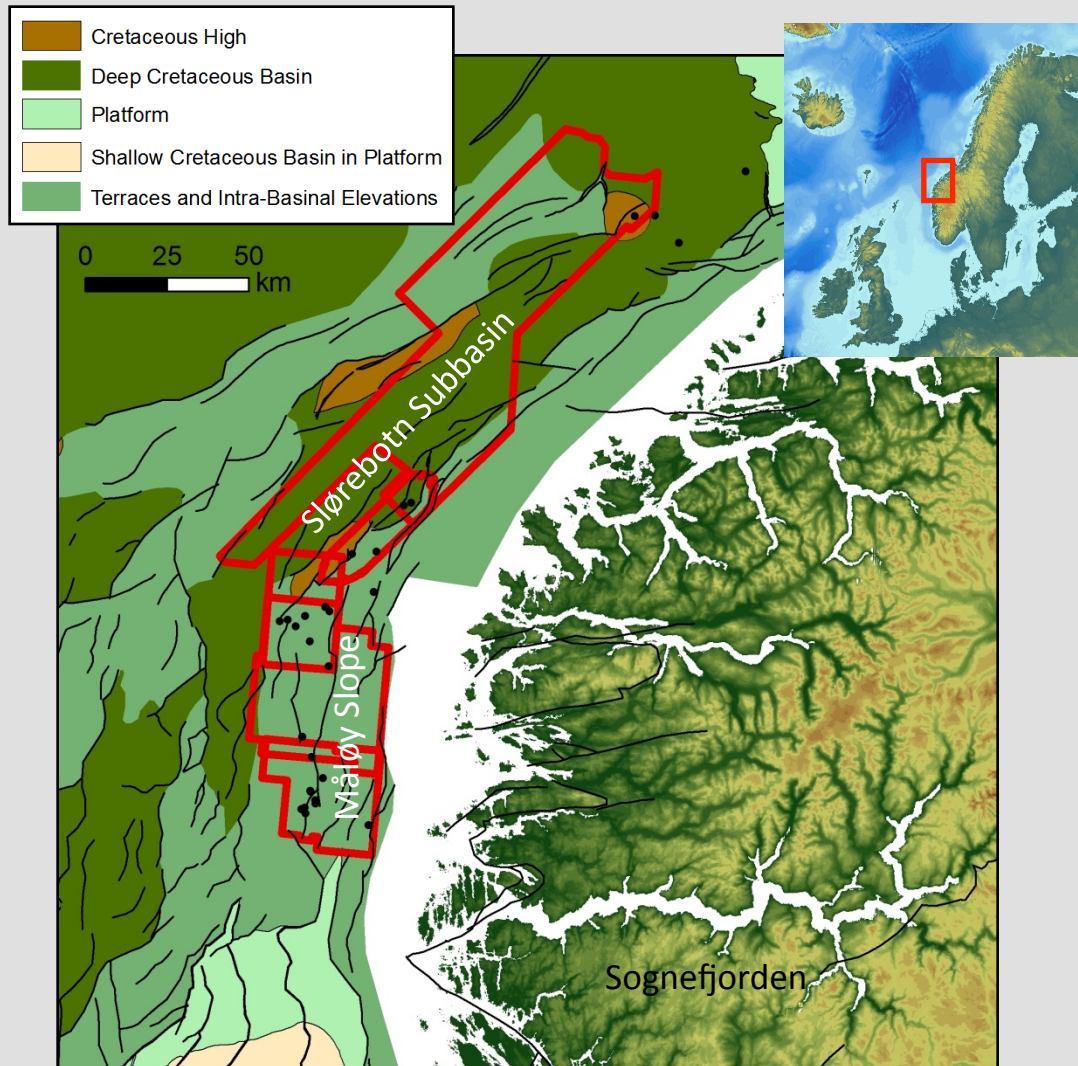 Cretaceous High
Deep Cretaceous Basin
Platform
Shallow Cretaceous Basin in Platform
Terraces and Intra-Basinal Elevations
0 25 50
km
Slørebotn Subbasin
Måløy Slope
Sognefjorden